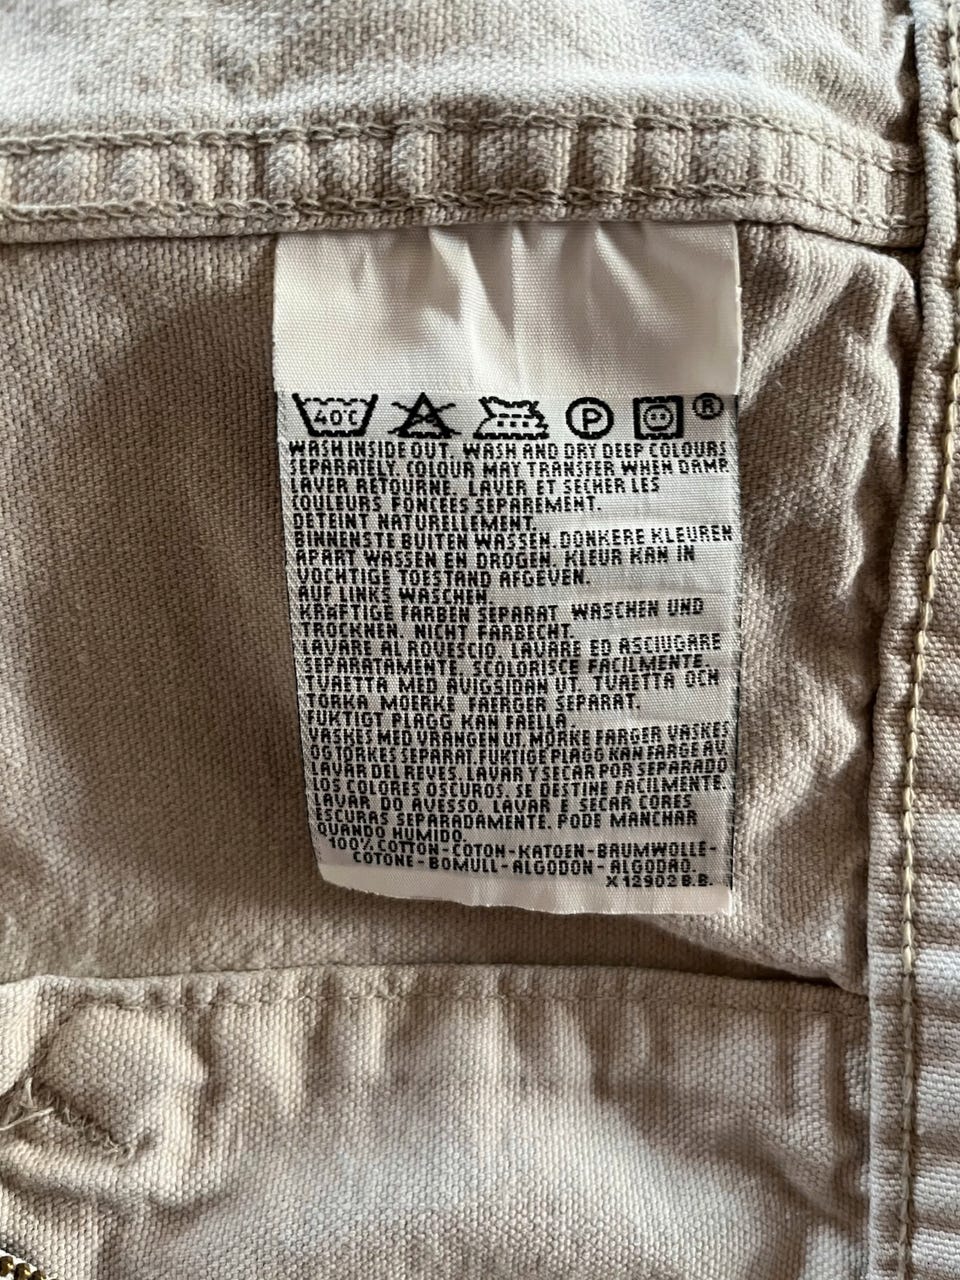 40°C P ®
WASH INSIDE OUT. WASH AND DRY DEEP COLOURS
SEPARATELY. COLOUR MAY TRANSFER WHEN DAMP.
LAVER RETOURNE. LAVER ET SECHER LES
COULEURS FONCEES SEPAREMENT.
DETEINT NATURELLEMENT.
BINNENSTE BUITEN WASSEN. DONKERE KLEUREN
APART WASSEN EN DROGEN. KLEUR KAN IN
VOCHTIGE TOESTAND AFGEVEN.
AUF LINKS WASCHEN.
KRÄFTIGE FARBEN SEPARAT WASCHEN UND
TROCKNEN. NICHT FARBECHT.
LAVARE AL ROVESCIO. LAVARE ED ASCIUGARE
SEPARATAMENTE. SCOLORISCE FACILMENTE.
TVAETTA MED AVIGSIDAN UT. TVAETTA OCH
TORKA MOERKE FAERGER SEPARAT.
FUKTIGT PLAGG KAN FAELLA.
VASKES MED VRANGEN UT. MORKE FARGER VASKES
OG TORKES SEPARAT. FUKTIGE PLAGG KAN FARGE AV.
LAVAR DEL REVES. LAVAR Y SECAR POR SEPARADO
LOS COLORES OSCUROS. SE DESTINE FACILMENTE.
LAVAR DO AVESSO. LAVAR E SECAR CORES
ESCURAS SEPARADAMENTE. PODE MANCHAR
QUANDO HUMIDO.
100% COTTON-COTON-KATOEN-BAUMWOLLE-
COTONE-BOMULL-ALGODON-ALGODAO.
X 12902 B.B.